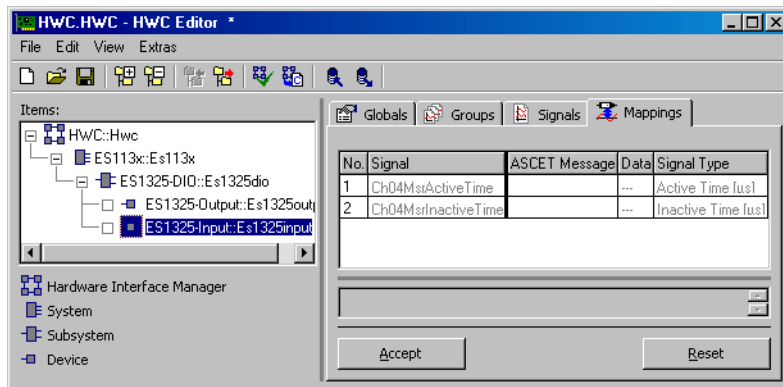 HWC.HWC - HWC Editor *
File Edit View Extras
Items:
HWC::Hwc
ES113x::Es113x
ES1325-DIO::Es1325dio
ES1325-Output::Es1325outp
ES1325-Input::Es1325input
Hardware Interface Manager
System
Subsystem
Device
Globals Groups Signals Mappings
No. Signal ASCET Message Data Signal Type
1 Ch04MsrActiveTime --- Active Time [us]
2 Ch04MsrInactiveTime --- Inactive Time [us]
Accept Reset